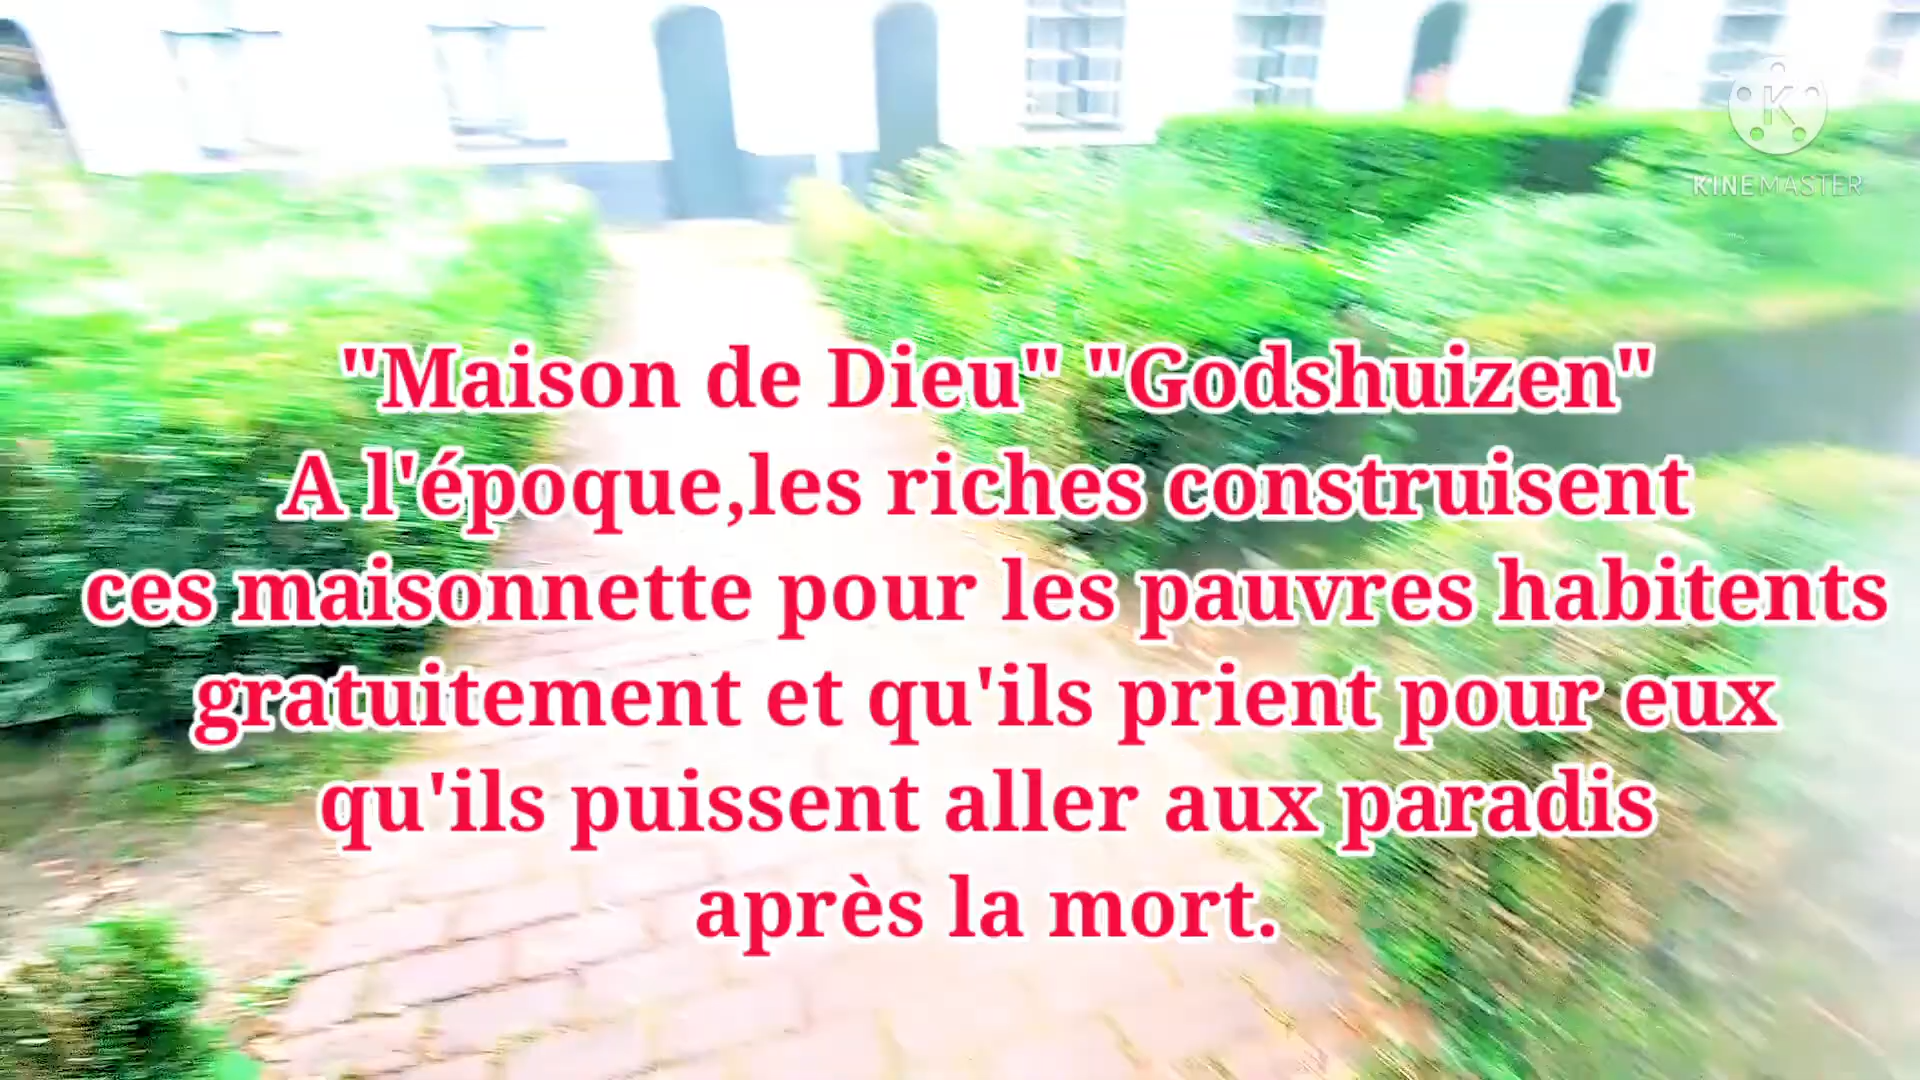 KINEMASTER
"Maison de Dieu" "Godshuizen"
A l'époque,les riches construisent
ces maisonnette pour les pauvres habitents
gratuitement et qu'ils prient pour eux
qu'ils puissent aller aux paradis
après la mort.